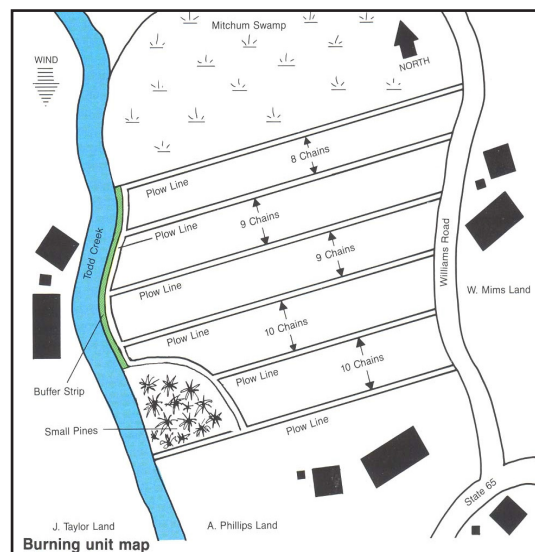 Mitchum Swamp
WIND
NORTH
8 Chains
Plow Line
9 Chains
Plow Line
Todd Creek
Williams Road
9 Chains
Plow Line
W. Mims Land
10 Chains
Plow Line
10 Chains
Plow Line
Buffer Strip
Small Pines
Plow Line
State 65
J. Taylor Land
A. Phillips Land
Burning unit map